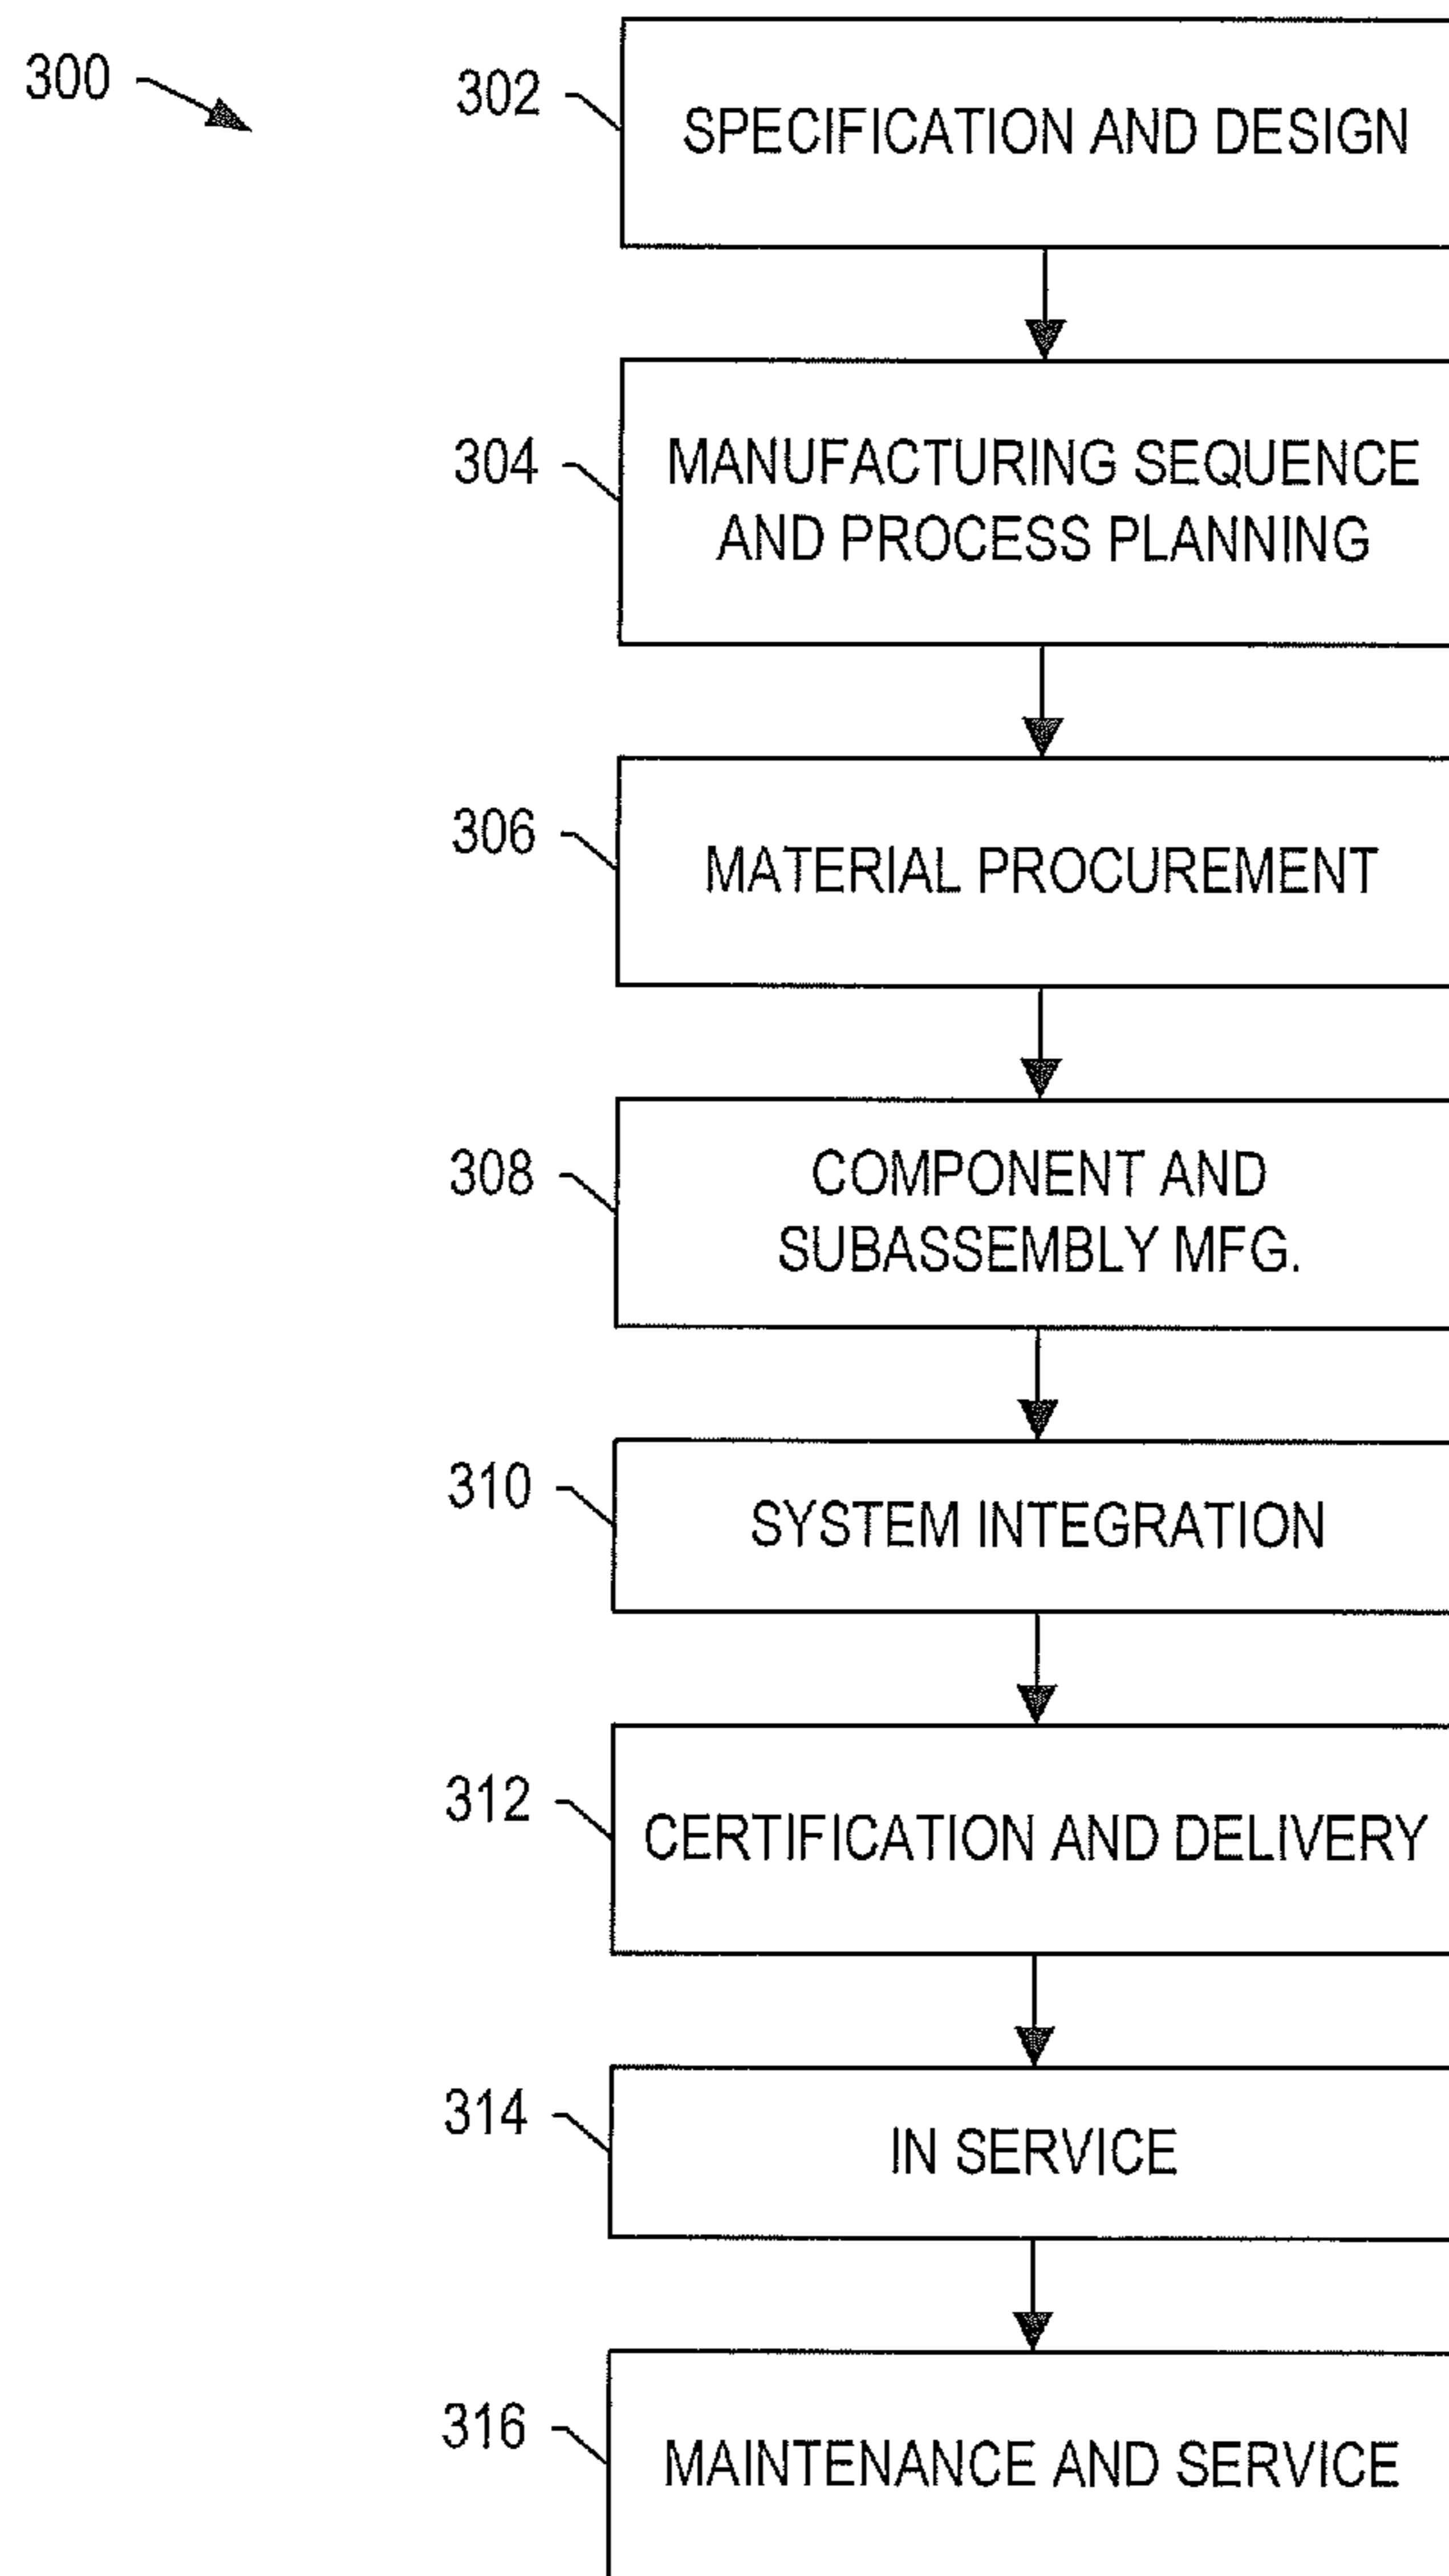 300
302
SPECIFICATION AND DESIGN
304
MANUFACTURING SEQUENCE
AND PROCESS PLANNING
306
MATERIAL PROCUREMENT
308
COMPONENT AND
SUBASSEMBLY MFG.
310
SYSTEM INTEGRATION
312
CERTIFICATION AND DELIVERY
314
IN SERVICE
316
MAINTENANCE AND SERVICE